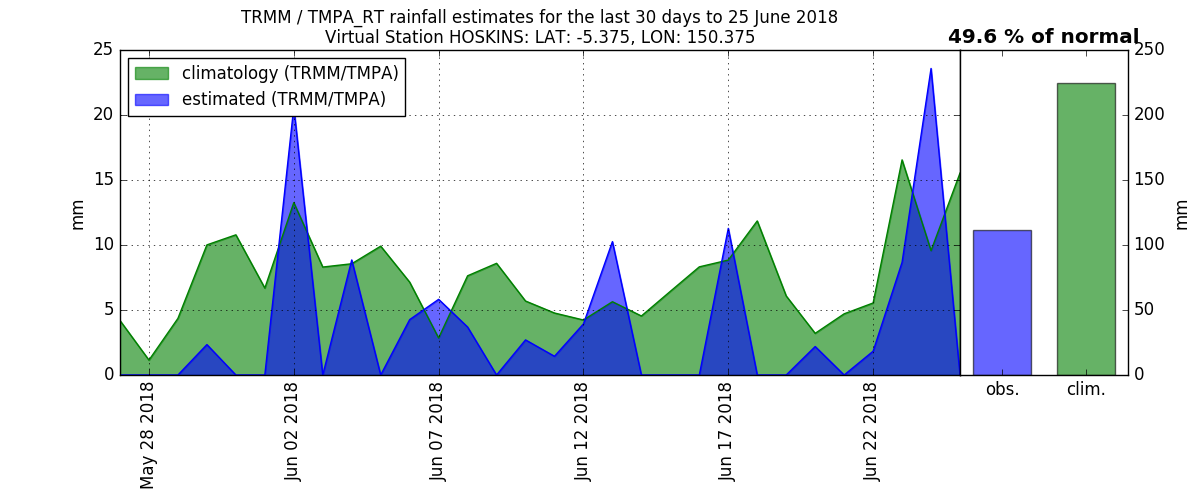 TRMM / TMPA_RT rainfall estimates for the last 30 days to 25 June 2018
Virtual Station HOSKINS: LAT: -5.375, LON: 150.375
49.6 % of normal
climatology (TRMM/TMPA)
estimated (TRMM/TMPA)
25
20
15
10
5
0
mm
May 28 2018
Jun 02 2018
Jun 07 2018
Jun 12 2018
Jun 17 2018
Jun 22 2018
250
200
150
100
50
0
mm
obs.
clim.